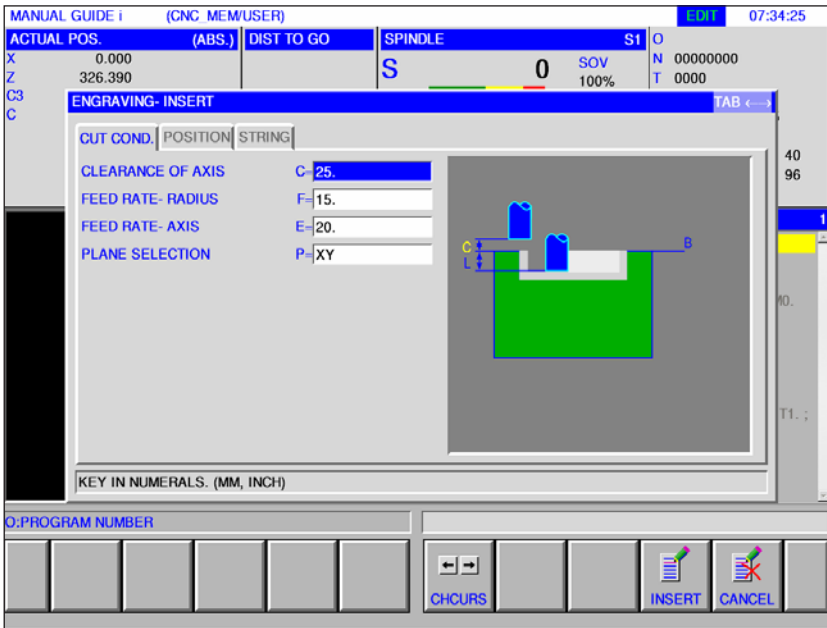 MANUAL GUIDE i (CNC_MEM/USER) EDIT 07:34:25
ACTUAL POS. (ABS.) DIST TO GO SPINDLE S1 O
X 0.000 S 0 SOV N 00000000
Z 326.390 100% T 0000
C3
C
ENGRAVING- INSERT TAB ←→
CUT COND. POSITION STRING
40
96
CLEARANCE OF AXIS C= 25.
FEED RATE- RADIUS F= 15.
FEED RATE- AXIS E= 20.
PLANE SELECTION P= XY
C
L
B
1
M0.
T1. ;
KEY IN NUMERALS. (MM, INCH)
O:PROGRAM NUMBER
CHCURS INSERT CANCEL